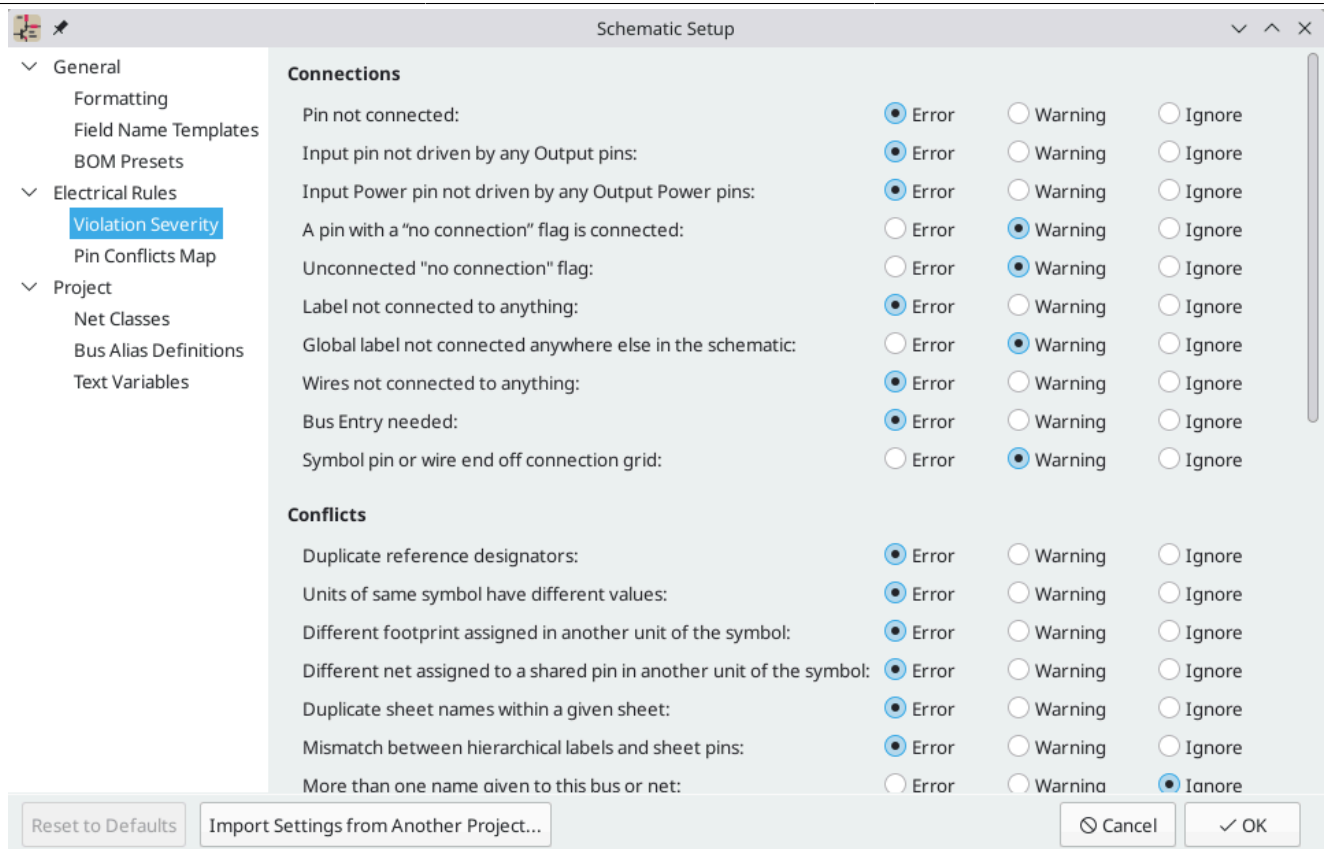 Schematic Setup
General
Formatting
Field Name Templates
BOM Presets
Electrical Rules
Violation Severity
Pin Conflicts Map
Project
Net Classes
Bus Alias Definitions
Text Variables
Connections
Pin not connected: Error Warning Ignore
Input pin not driven by any Output pins: Error Warning Ignore
Input Power pin not driven by any Output Power pins: Error Warning Ignore
A pin with a “no connection” flag is connected: Error Warning Ignore
Unconnected "no connection" flag: Error Warning Ignore
Label not connected to anything: Error Warning Ignore
Global label not connected anywhere else in the schematic: Error Warning Ignore
Wires not connected to anything: Error Warning Ignore
Bus Entry needed: Error Warning Ignore
Symbol pin or wire end off connection grid: Error Warning Ignore
Conflicts
Duplicate reference designators: Error Warning Ignore
Units of same symbol have different values: Error Warning Ignore
Different footprint assigned in another unit of the symbol: Error Warning Ignore
Different net assigned to a shared pin in another unit of the symbol: Error Warning Ignore
Duplicate sheet names within a given sheet: Error Warning Ignore
Mismatch between hierarchical labels and sheet pins: Error Warning Ignore
More than one name given to this bus or net: Error Warning Ignore
Reset to Defaults Import Settings from Another Project... Cancel OK